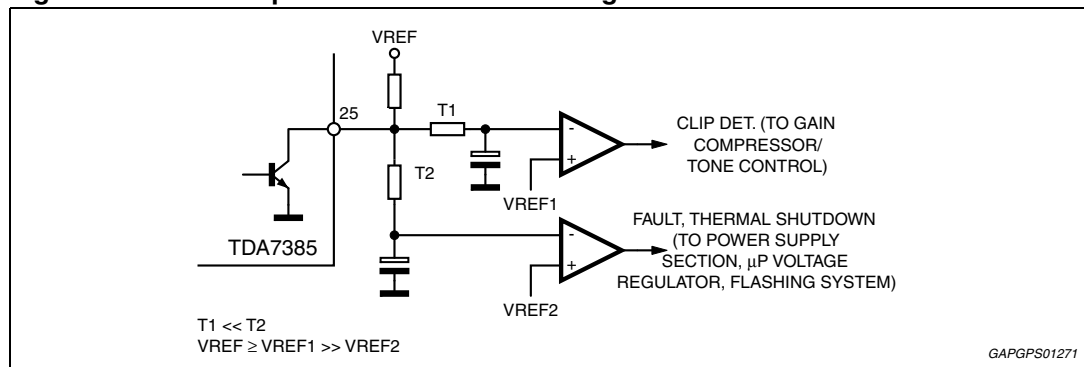 VREF
25
T1
T2
TDA7385
-
+
VREF1
CLIP DET. (TO GAIN
COMPRESSOR/
TONE CONTROL)
-
+
VREF2
FAULT, THERMAL SHUTDOWN
(TO POWER SUPPLY
SECTION, µP VOLTAGE
REGULATOR, FLASHING SYSTEM)
T1 << T2
VREF ≥ VREF1 >> VREF2
GAPGPS01271